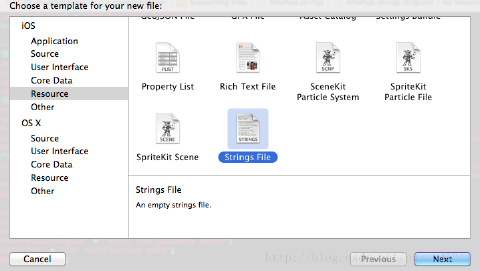 Choose a template for your new file:
iOS
Application
Source
User Interface
Core Data
Resource
Other
OS X
Source
User Interface
Core Data
Resource
Other
GeoJSON File
GPX File
Asset Catalog
Settings Bundle
PLIST
SCNP
SKS
Property List
Rich Text File
SceneKit
Particle System
SpriteKit
Particle File
SCENE
STRINGS
SpriteKit Scene
Strings File
Strings File
An empty strings file.
Cancel
Previous
Next